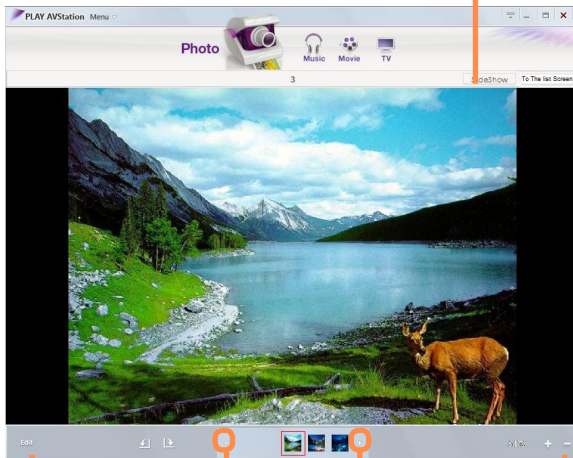 PLAY AVStation Menu
Photo
Music Movie TV
3
SlideShow To The list Screen
Edit